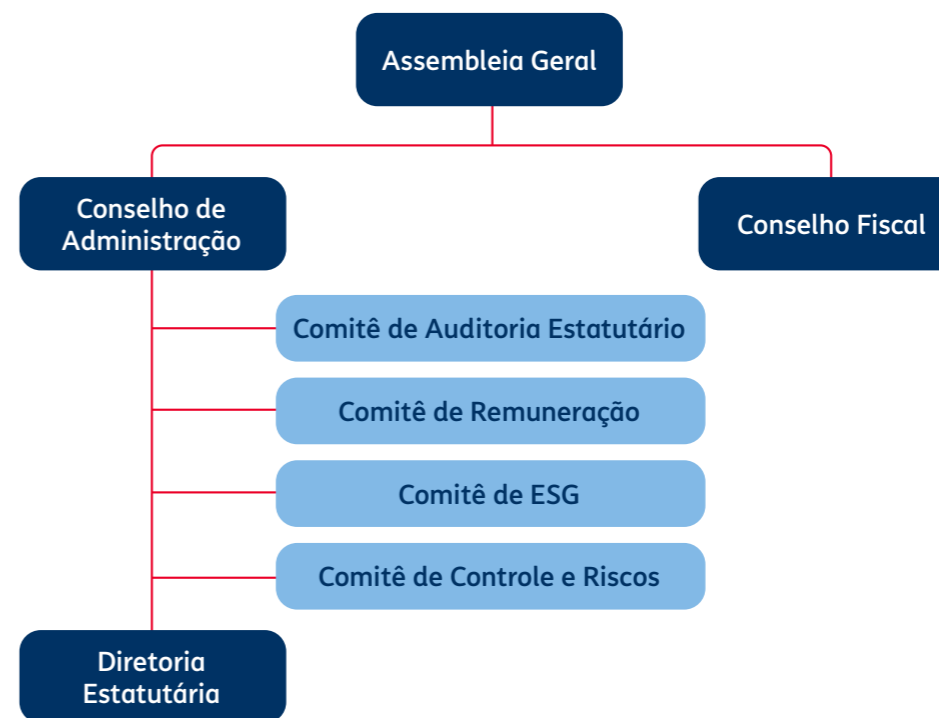 Assembleia Geral
Conselho de
Administração
Conselho Fiscal
Comitê de Auditoria Estatutário
Comitê de Remuneração
Comitê de ESG
Comitê de Controle e Riscos
Diretoria
Estatutária